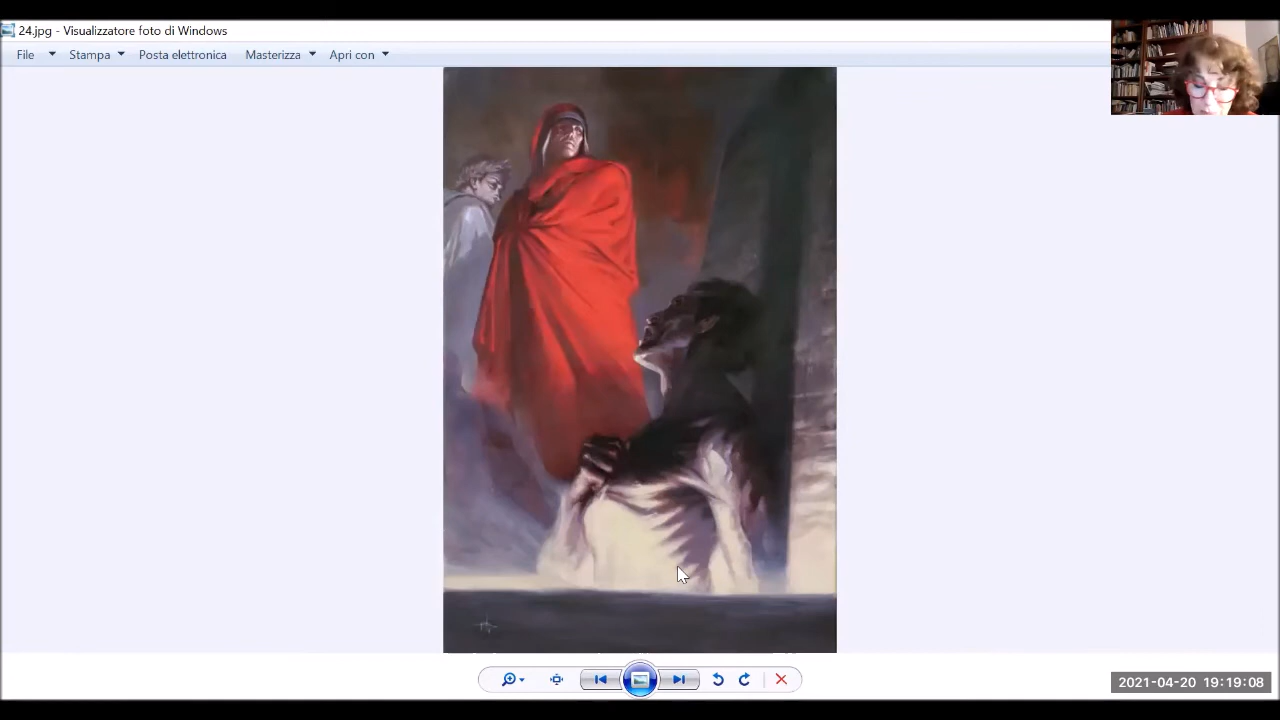 24.jpg - Visualizzatore foto di Windows
File Stampa Posta elettronica Masterizza Apri con
2021-04-20 19:19:08